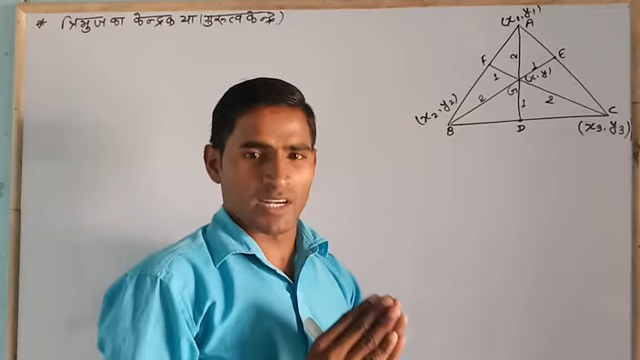 * त्रिभुज का केन्द्रक या (गुरुत्व केन्द्र)
(x₁, y₁)
A
F
E
2
1
1
(x, y)
G
2
1
2
(x₂, y₂)
B
D
C
(x₃, y₃)